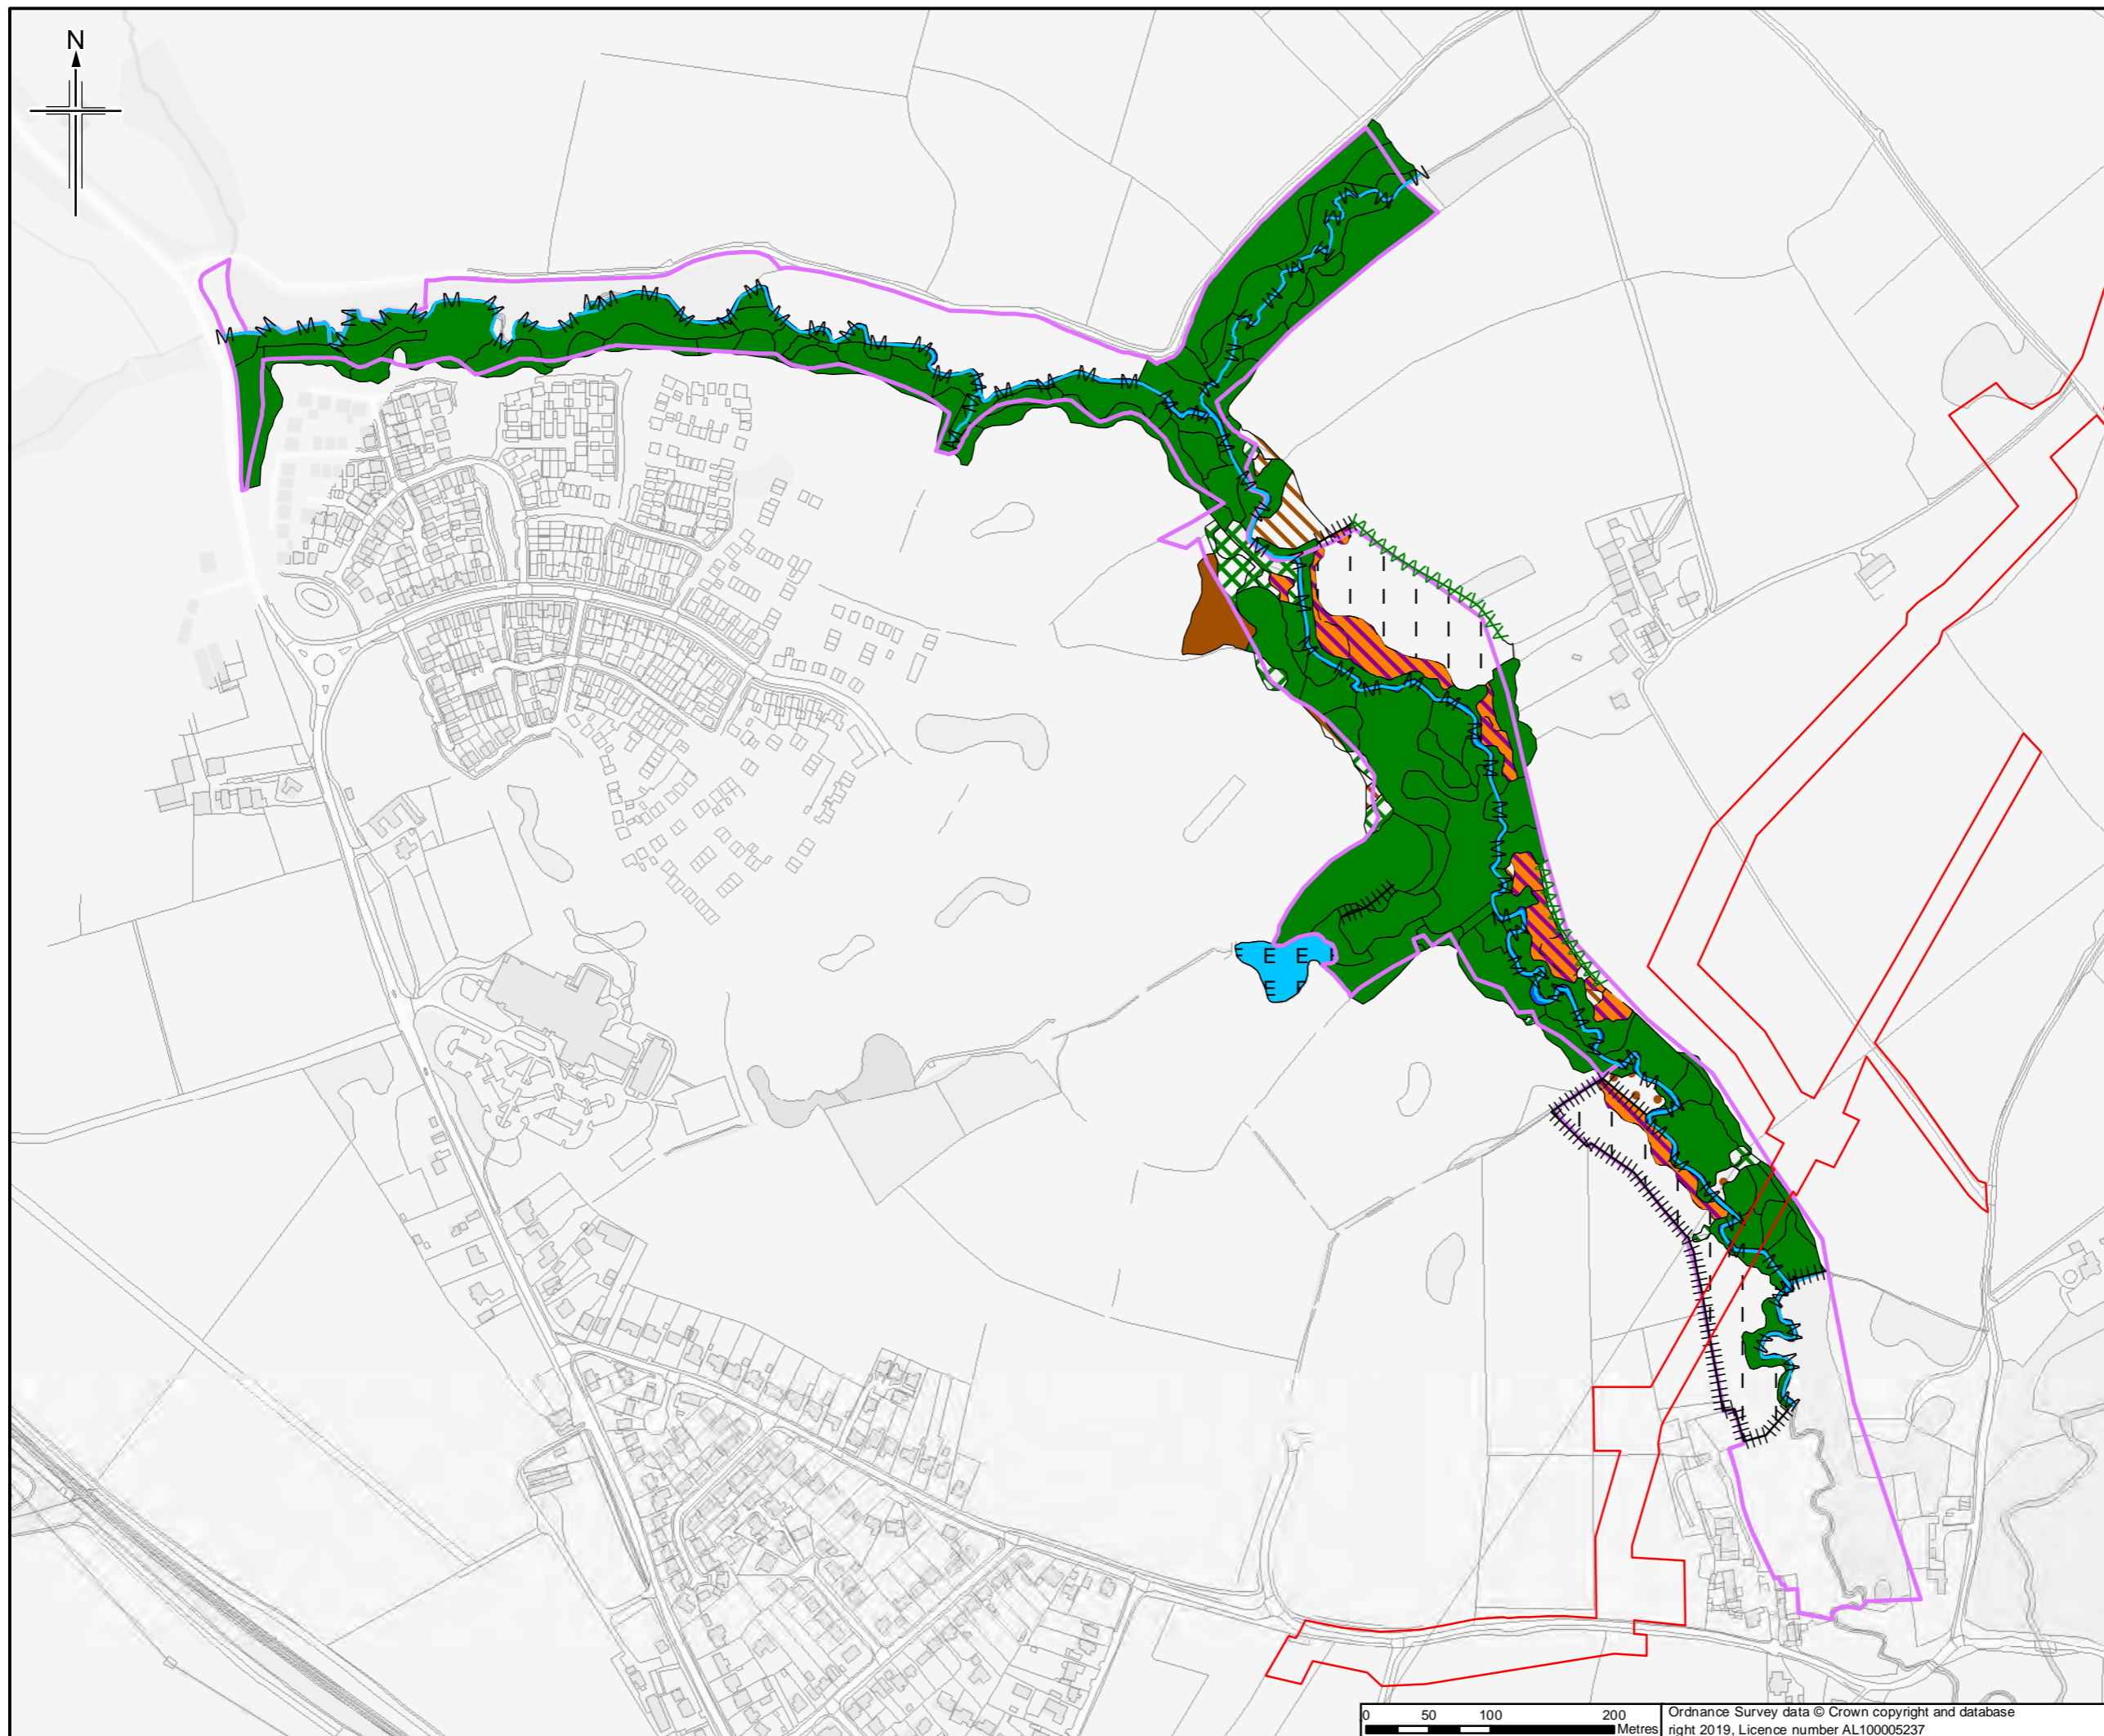 N
E E E E
E E
0 50 100 200
Metres
Ordnance Survey data © Crown copyright and database
right 2019, Licence number AL100005237